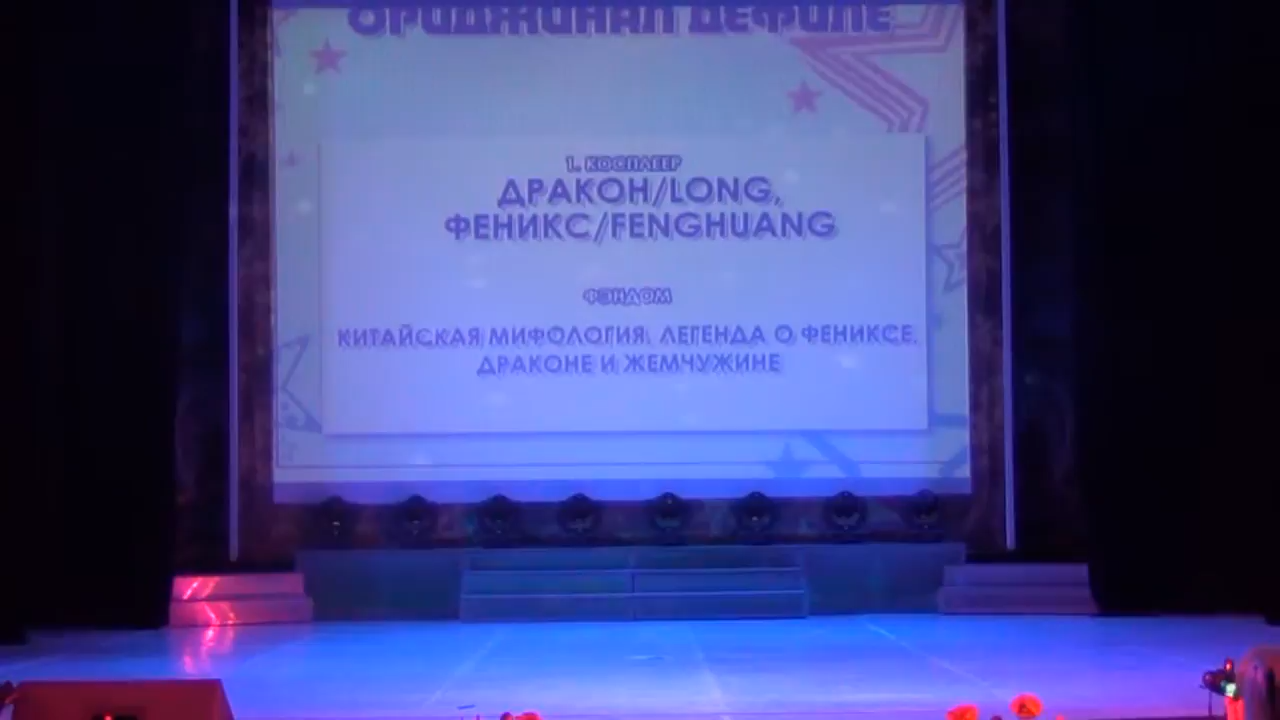 ОРИДЖИНАЛ ДЕФИЛЕ
1. КОСПЛЕЕР
ДРАКОН/LONG,
ФЕНИКС/FENGHUANG
ФЭНДОМ
КИТАЙСКАЯ МИФОЛОГИЯ. ЛЕГЕНДА О ФЕНИКСЕ,
ДРАКОНЕ И ЖЕМЧУЖИНЕ